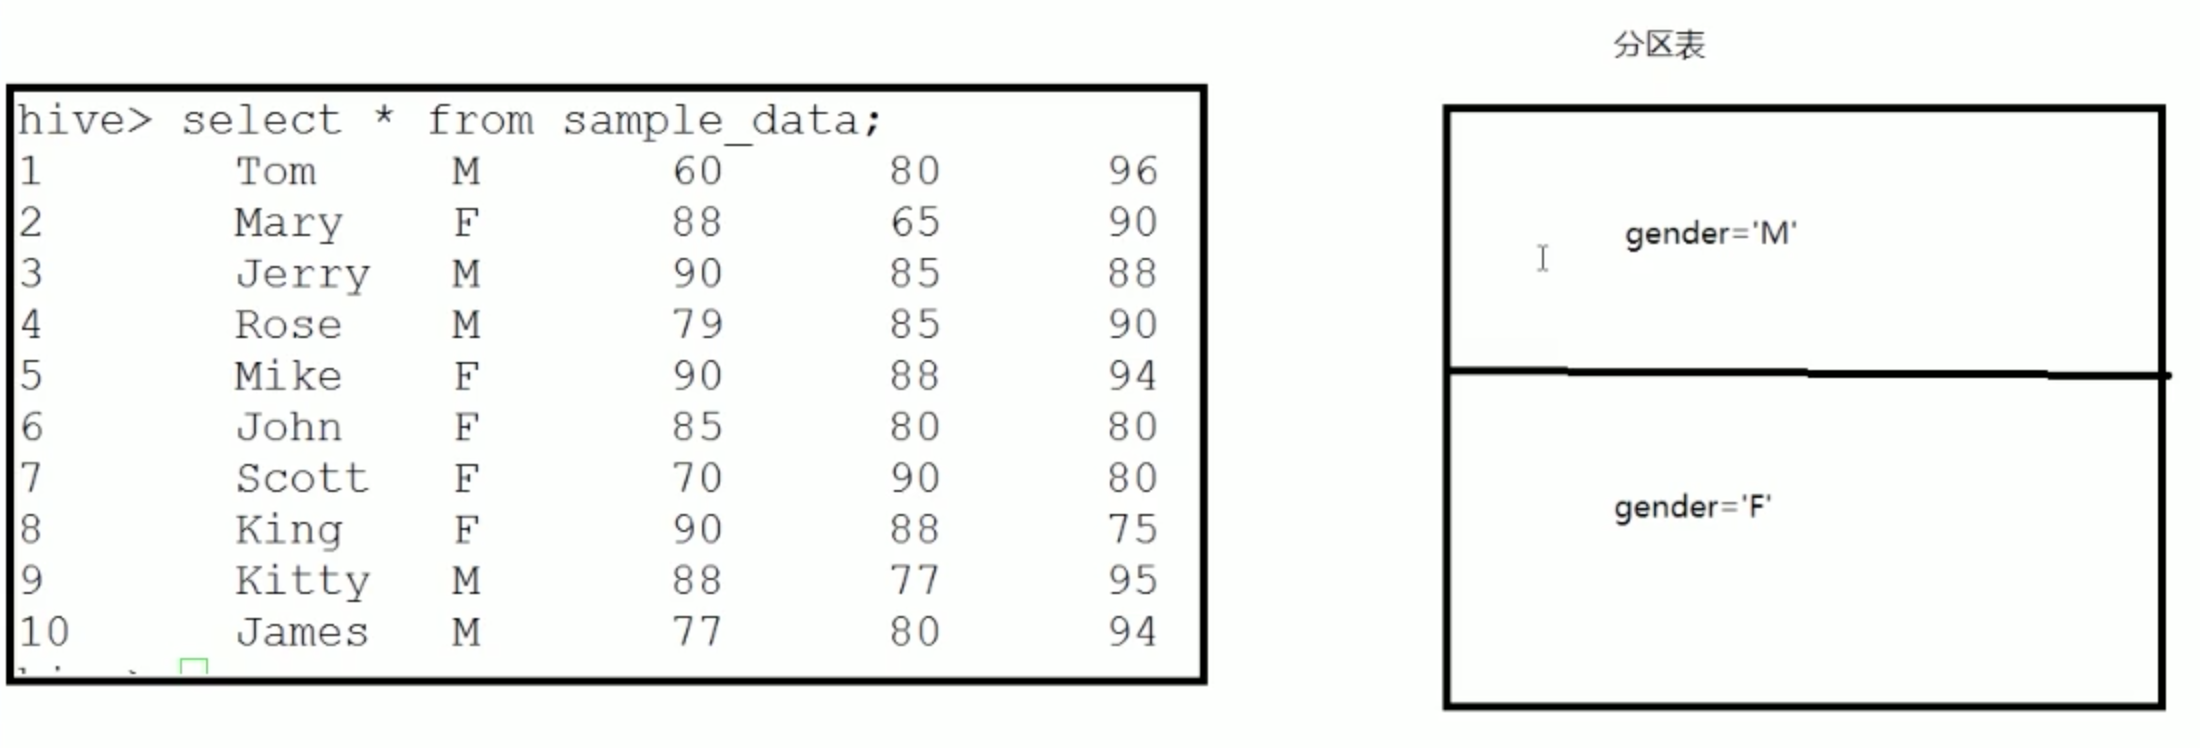 分区表
hive> select * from sample_data;
1 Tom M 60 80 96
2 Mary F 88 65 90
3 Jerry M 90 85 88
4 Rose M 79 85 90
5 Mike F 90 88 94
6 John F 85 80 80
7 Scott F 70 90 80
8 King F 90 88 75
9 Kitty M 88 77 95
10 James M 77 80 94
gender='M'
gender='F'